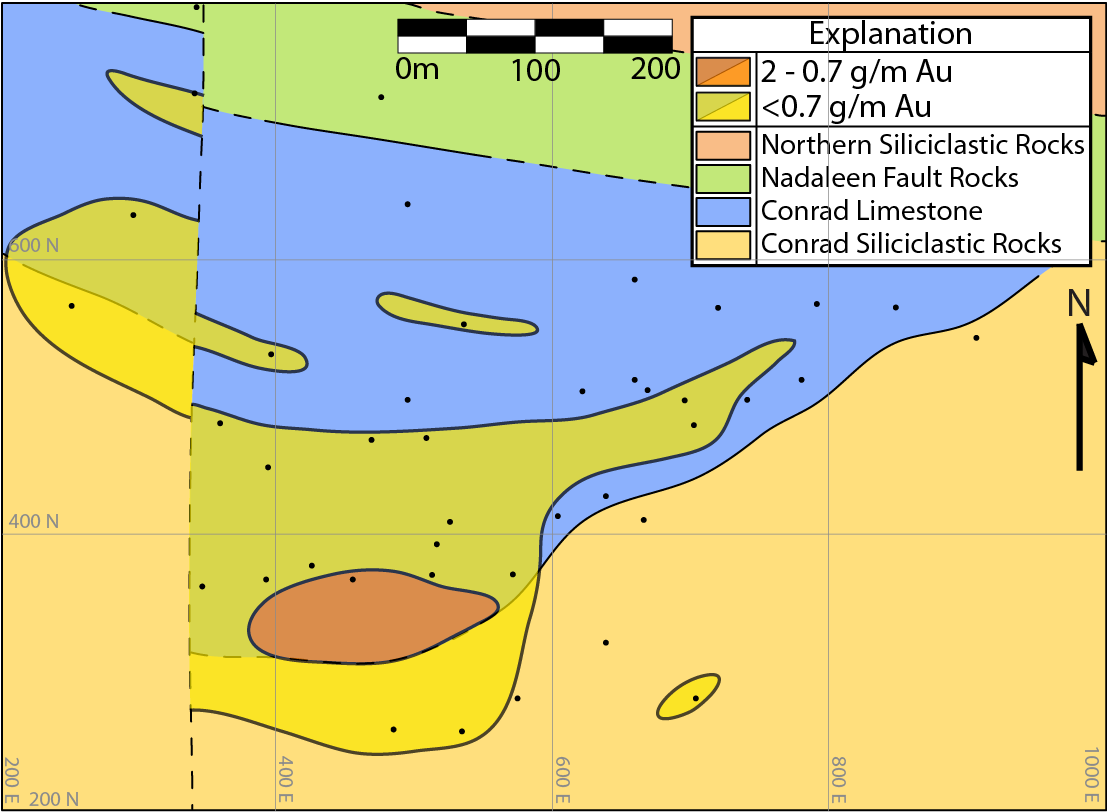 0m 100 200
Explanation
2 - 0.7 g/m Au
<0.7 g/m Au
Northern Siliciclastic Rocks
Nadaleen Fault Rocks
Conrad Limestone
Conrad Siliciclastic Rocks
600 N
N
400 N
200 E
400 E
600 E
800 E
1000 E
200 N